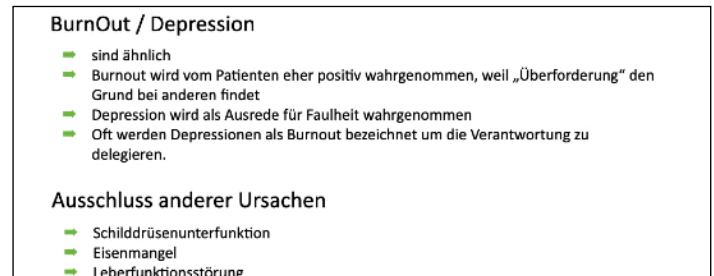 BurnOut / Depression
sind ähnlich
Burnout wird vom Patienten eher positiv wahrgenommen, weil „Überforderung“ den
Grund bei anderen findet
Depression wird als Ausrede für Faulheit wahrgenommen
Oft werden Depressionen als Burnout bezeichnet um die Verantwortung zu
delegieren.
Ausschluss anderer Ursachen
Schilddrüsenunterfunktion
Eisenmangel
Leberfunktionsstörung